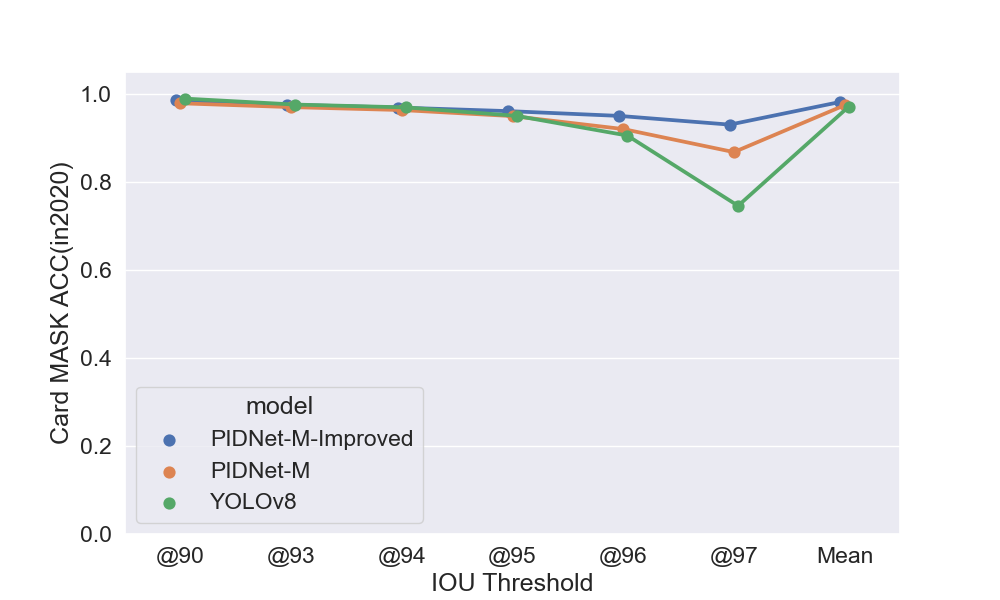 1.0
0.8
0.6
0.4
0.2
0.0
Card MASK ACC(in2020)
model
PIDNet-M-Improved
PIDNet-M
YOLOv8
@90 @93 @94 @95 @96 @97 Mean
IOU Threshold